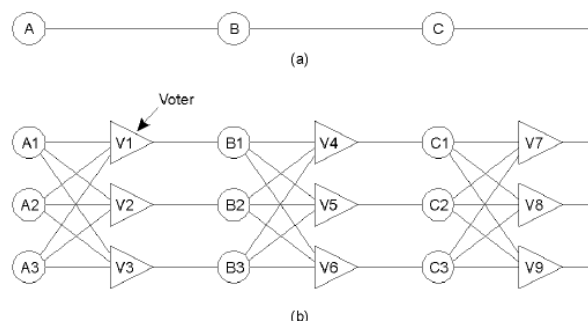 A B C
(a)
Voter
A1 V1 B1 V4 C1 V7
A2 V2 B2 V5 C2 V8
A3 V3 B3 V6 C3 V9
(b)